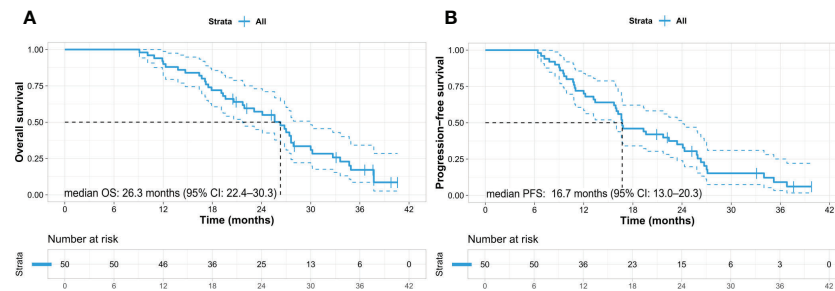 A
Strata All
Overall survival
1.00
0.75
0.50
0.25
0.00
median OS: 26.3 months (95% CI: 22.4–30.3)
0 6 12 18 24 30 36 42
Time (months)
Number at risk
Strata
50 50 46 36 25 13 6 0
0 6 12 18 24 30 36 42
B
Strata All
Progression–free survival
1.00
0.75
0.50
0.25
0.00
median PFS: 16.7 months (95% CI: 13.0–20.3)
0 6 12 18 24 30 36 42
Time (months)
Number at risk
Strata
50 50 36 23 15 6 3 0
0 6 12 18 24 30 36 42